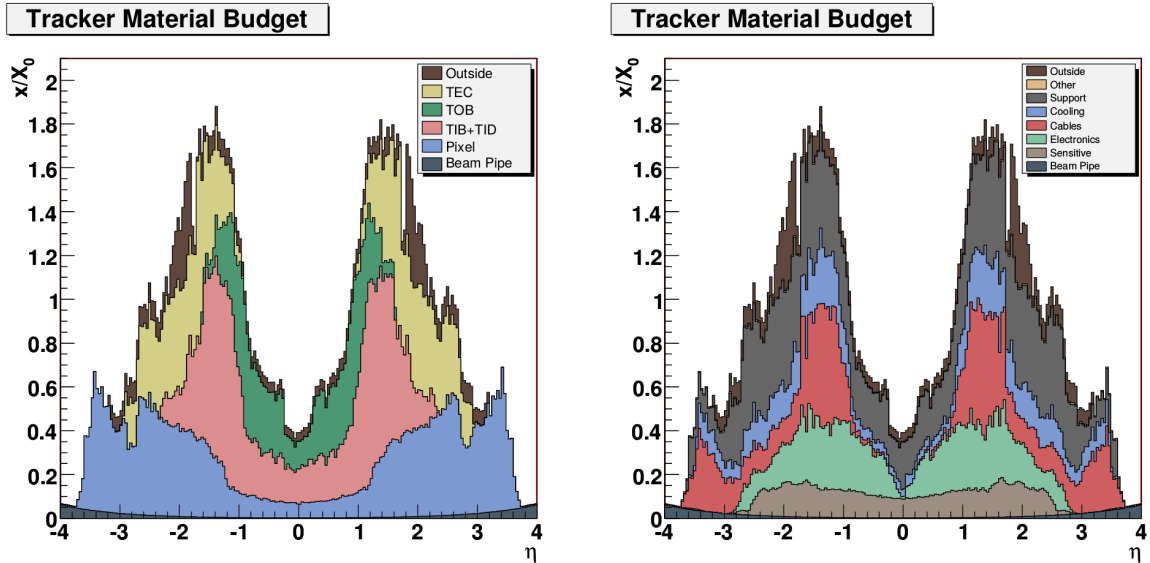 Tracker Material Budget
x/X0
2
1.8
1.6
1.4
1.2
1
0.8
0.6
0.4
0.2
0
-4 -3 -2 -1 0 1 2 3 4
η
Outside
TEC
TOB
TIB+TID
Pixel
Beam Pipe
Tracker Material Budget
x/X0
2
1.8
1.6
1.4
1.2
1
0.8
0.6
0.4
0.2
0
-4 -3 -2 -1 0 1 2 3 4
η
Outside
Other
Support
Cooling
Cables
Electronics
Sensitive
Beam Pipe